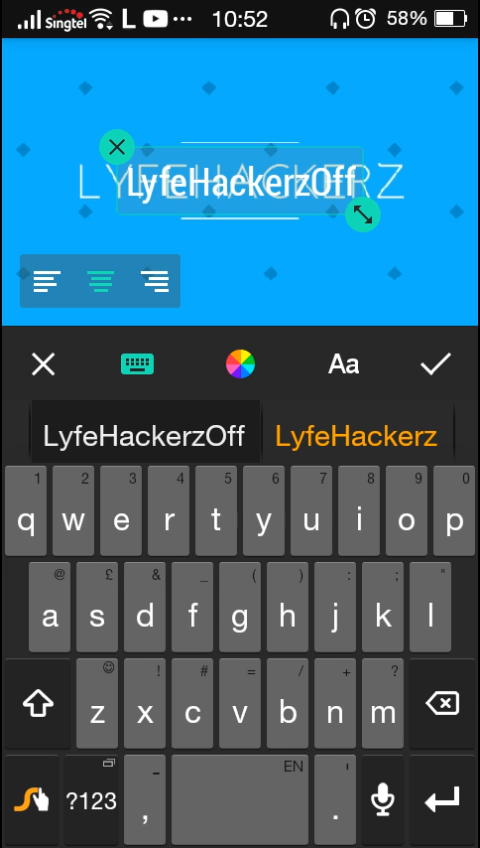 Singtel L 10:52 58%
LYFEHACKERZ
LyfeHackerzOff
Aa
LyfeHackerzOff LyfeHackerz
1 2 3 4 5 6 7 8 9 0
q w e r t y u i o p
@ £ & _ ( ) : ; "
a s d f g h j k l
! # = / + ?
z x c v b n m
EN '
?123 , .